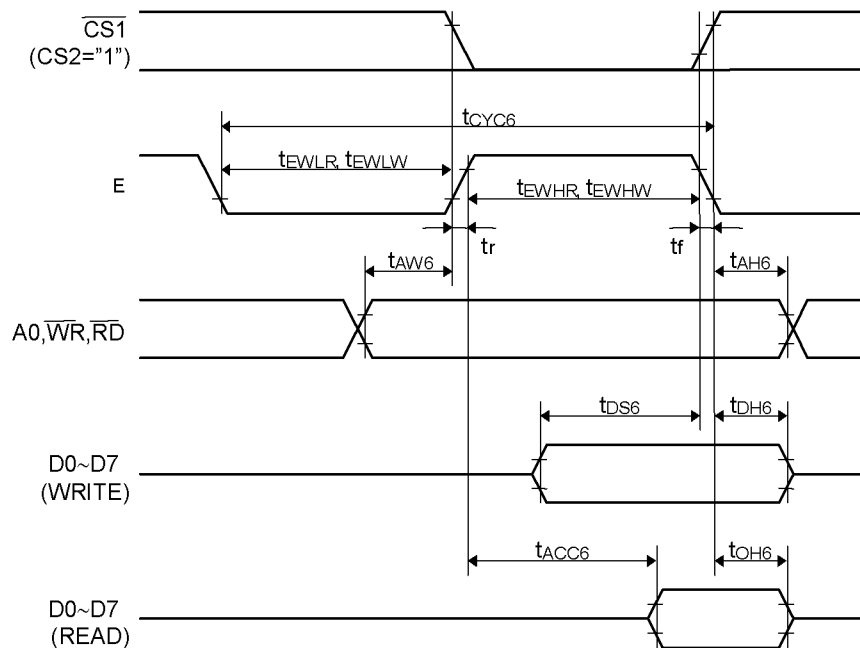 CS1
(CS2="1")
tCYC6
tEWLR, tEWLW
E
tEWHR, tEWHW
tr
tf
tAW6
tAH6
A0,WR,RD
tDS6
tDH6
D0~D7
(WRITE)
tACC6
tOH6
D0~D7
(READ)